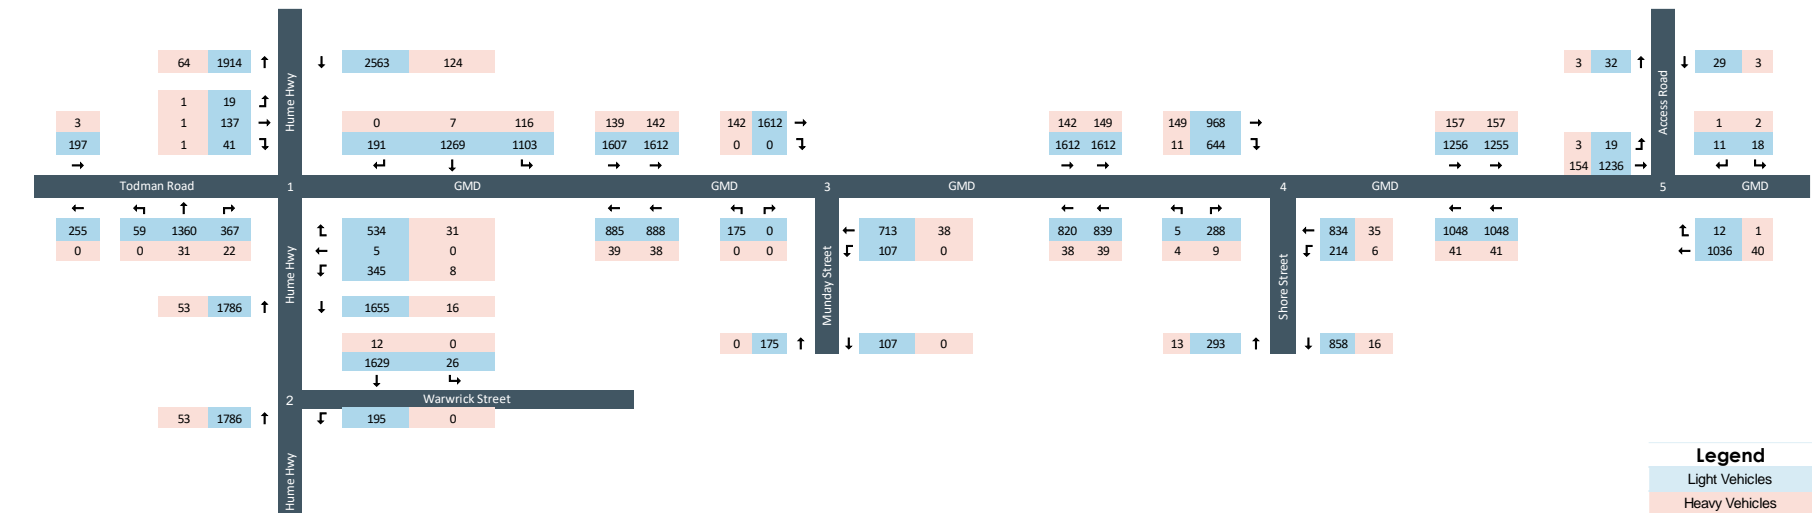 64 1914 ↑ ↓ 2563 124 3 32 ↑ ↓ 29 3
Hume Hwy
Access Road
1 19
3 1 137 → 0 7 116 139 142 142 1612 → 142 149 149 968 → 157 157 1 2
197 1 41 191 1269 1103 1607 1612 0 0 1612 1612 11 644 1256 1255 3 19 11 18
154 1236 →
Todman Road 1 GMD GMD 3 GMD 4 GMD 5 GMD
255 59 1360 367 534 31 885 888 175 0 ← 713 38 820 839 5 288 ← 834 35 1048 1048 12 1
0 0 31 22 ← 5 0 39 38 0 0 107 0 38 39 4 9 214 6 41 41 ← 1036 40
345 8
Hume Hwy
Munday Street
Shore Street
53 1786 ↑ ↓ 1655 16
12 0 0 175 ↑ ↓ 107 0 13 293 ↑ ↓ 858 16
1629 26
2 Warwrick Street
53 1786 ↑ 195 0
Hume Hwy
Legend
Light Vehicles
Heavy Vehicles